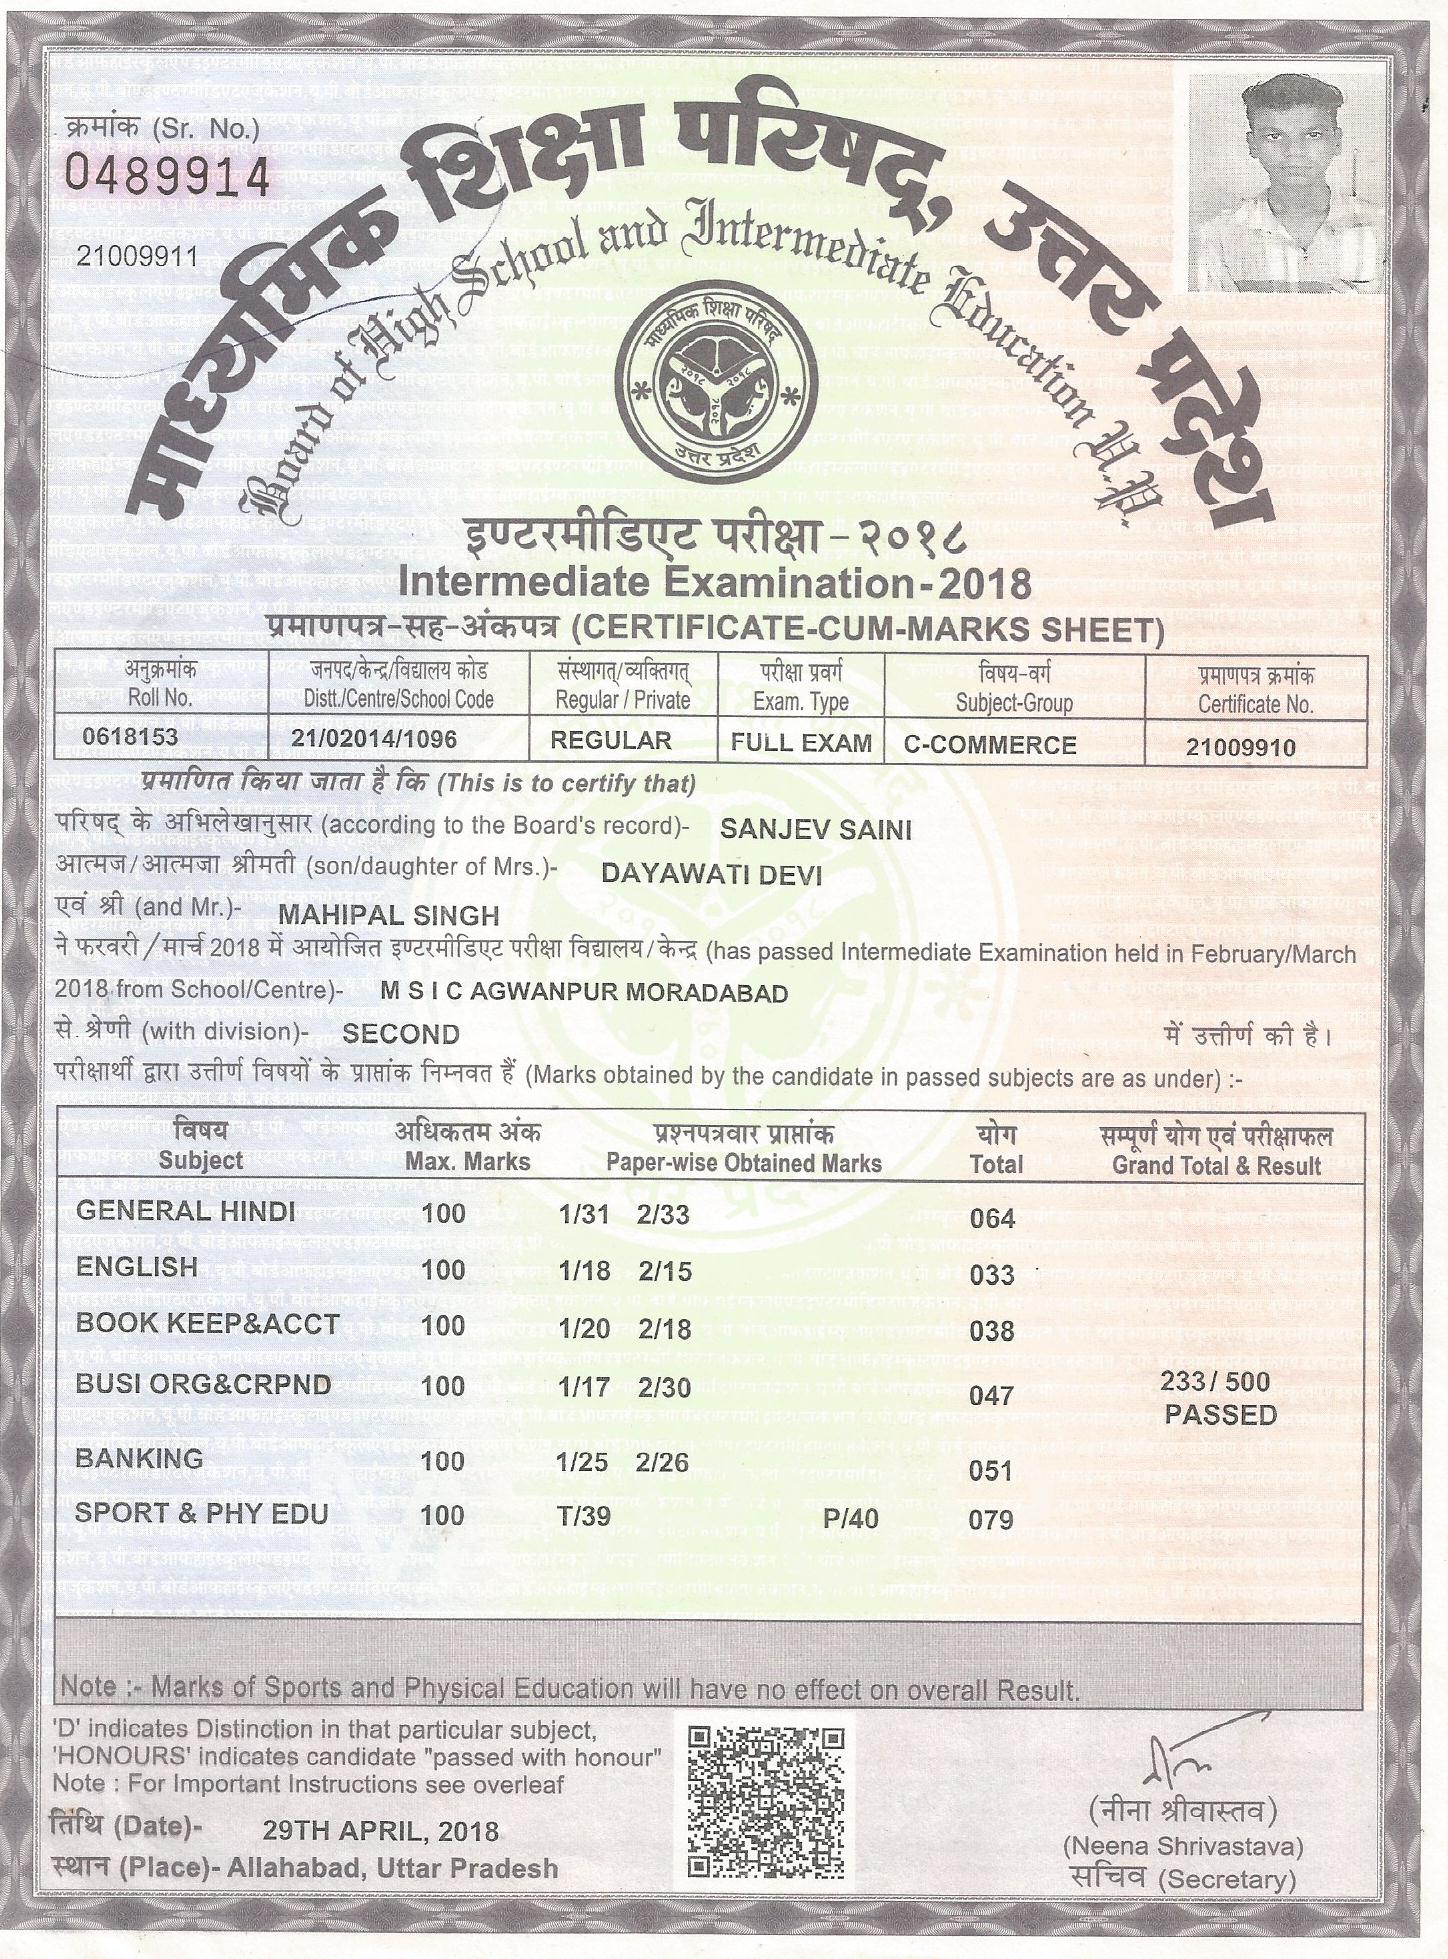 क्रमांक (Sr. No.)
0489914
21009911
माध्यमिक शिक्षा परिषद्, उत्तर प्रदेश
Board of High School and Intermediate Education U.P.
माध्यमिक शिक्षा परिषद
२०१८ २०१८
२०१८
उत्तर प्रदेश
इण्टरमीडिएट परीक्षा - २०१८
Intermediate Examination - 2018
प्रमाणपत्र-सह-अंकपत्र (CERTIFICATE-CUM-MARKS SHEET)
अनुक्रमांक जनपद/केन्द्र/विद्यालय कोड संस्थागत्/व्यक्तिगत् परीक्षा प्रवर्ग विषय-वर्ग प्रमाणपत्र क्रमांक
Roll No. Distt./Centre/School Code Regular / Private Exam. Type Subject-Group Certificate No.
0618153 21/02014/1096 REGULAR FULL EXAM C-COMMERCE 21009910
प्रमाणित किया जाता है कि (This is to certify that)
परिषद् के अभिलेखानुसार (according to the Board's record)- SANJEV SAINI
आत्मज/आत्मजा श्रीमती (son/daughter of Mrs.)- DAYAWATI DEVI
एवं श्री (and Mr.)- MAHIPAL SINGH
ने फरवरी/मार्च 2018 में आयोजित इण्टरमीडिएट परीक्षा विद्यालय/केन्द्र (has passed Intermediate Examination held in February/March
2018 from School/Centre)- M S I C AGWANPUR MORADABAD
से श्रेणी (with division)- SECOND में उत्तीर्ण की है।
परीक्षार्थी द्वारा उत्तीर्ण विषयों के प्राप्तांक निम्नवत हैं (Marks obtained by the candidate in passed subjects are as under) :-
विषय अधिकतम अंक प्रश्नपत्रवार प्राप्तांक योग सम्पूर्ण योग एवं परीक्षाफल
Subject Max. Marks Paper-wise Obtained Marks Total Grand Total & Result
GENERAL HINDI 100 1/31 2/33 064
ENGLISH 100 1/18 2/15 033
BOOK KEEP&ACCT 100 1/20 2/18 038
BUSI ORG&CRPND 100 1/17 2/30 047 233/ 500
PASSED
BANKING 100 1/25 2/26 051
SPORT & PHY EDU 100 T/39 P/40 079
Note :- Marks of Sports and Physical Education will have no effect on overall Result.
'D' indicates Distinction in that particular subject,
'HONOURS' indicates candidate "passed with honour"
Note : For Important Instructions see overleaf
तिथि (Date)- 29TH APRIL, 2018
स्थान (Place)- Allahabad, Uttar Pradesh
(नीना श्रीवास्तव)
(Neena Shrivastava)
सचिव (Secretary)